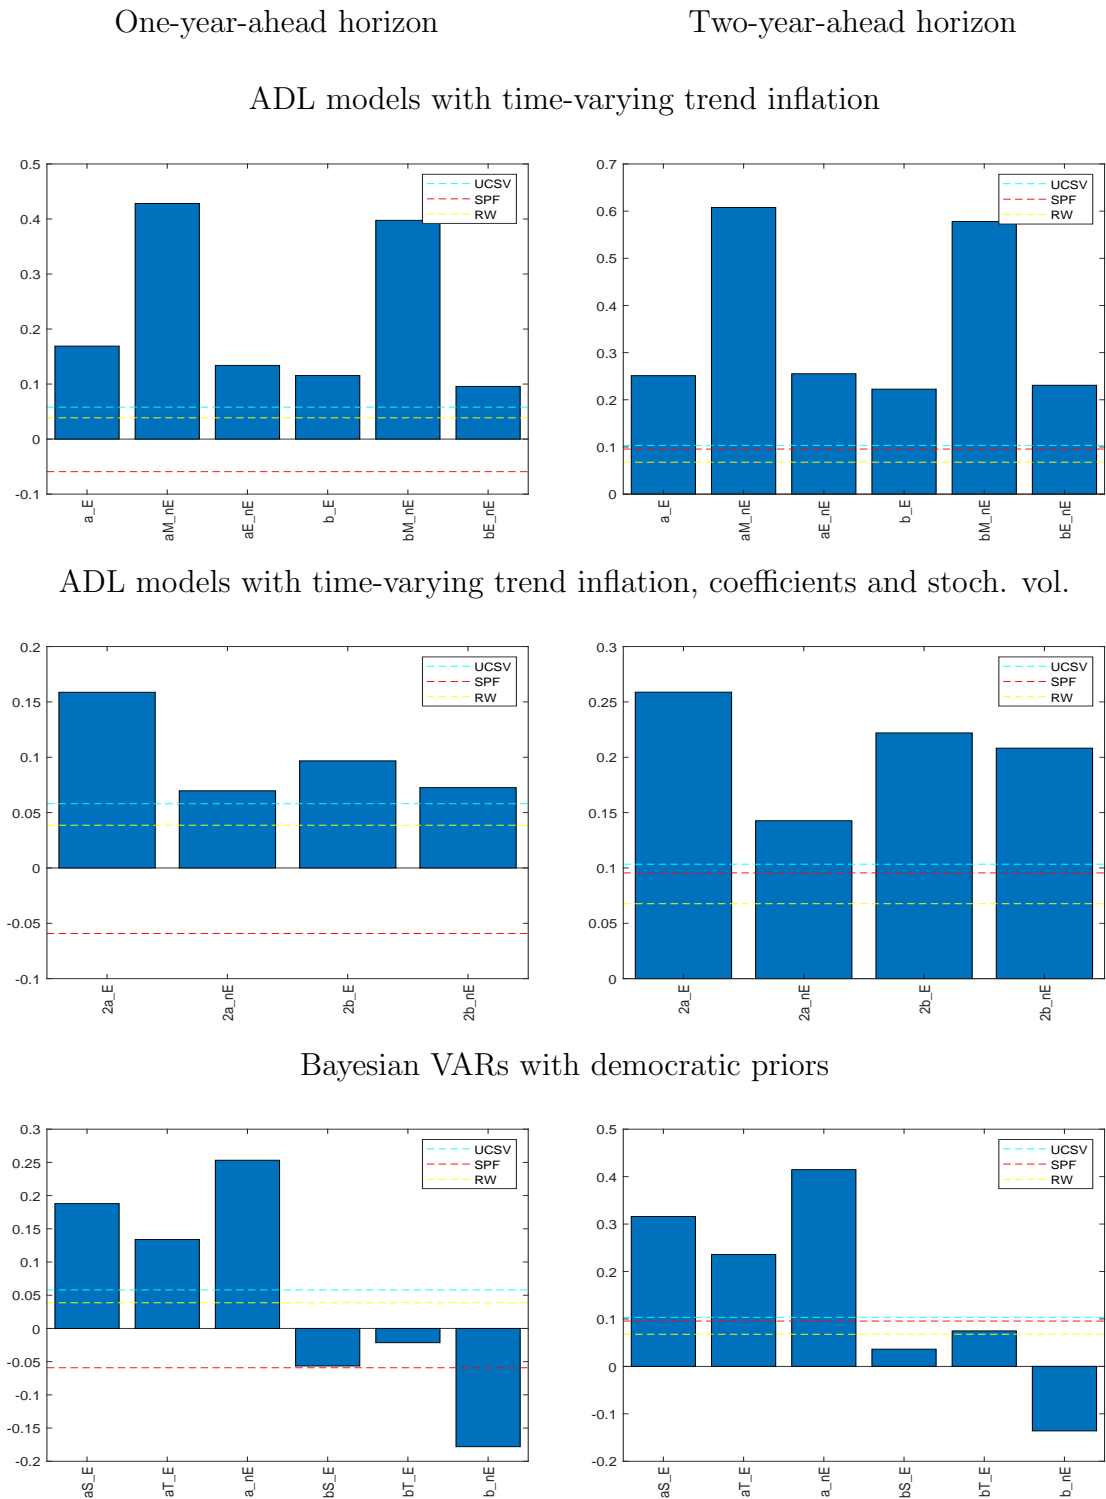 One-year-ahead horizon
Two-year-ahead horizon
ADL models with time-varying trend inflation
0.5
0.4
0.3
0.2
0.1
0
-0.1
UCSV
SPF
RW
a_E
aM_nE
aE_nE
b_E
bM_nE
bE_nE
0.7
0.6
0.5
0.4
0.3
0.2
0.1
0
UCSV
SPF
RW
a_E
aM_nE
aE_nE
b_E
bM_nE
bE_nE
ADL models with time-varying trend inflation, coefficients and stoch. vol.
0.2
0.15
0.1
0.05
0
-0.05
-0.1
UCSV
SPF
RW
2a_E
2a_nE
2b_E
2b_nE
0.3
0.25
0.2
0.15
0.1
0.05
0
UCSV
SPF
RW
2a_E
2a_nE
2b_E
2b_nE
Bayesian VARs with democratic priors
0.3
0.25
0.2
0.15
0.1
0.05
0
-0.05
-0.1
-0.15
-0.2
UCSV
SPF
RW
aS_E
aT_E
a_nE
bS_E
bT_E
b_nE
0.5
0.4
0.3
0.2
0.1
0
-0.1
-0.2
UCSV
SPF
RW
aS_E
aT_E
a_nE
bS_E
bT_E
b_nE